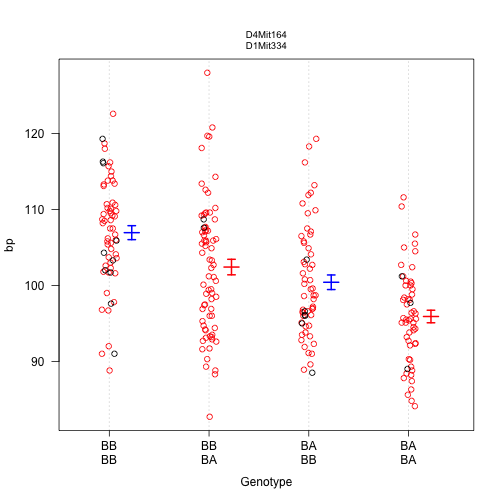 D4Mit164
D1Mit334
bp
120
110
100
90
BB BB BA BA
BB BA BB BA
Genotype